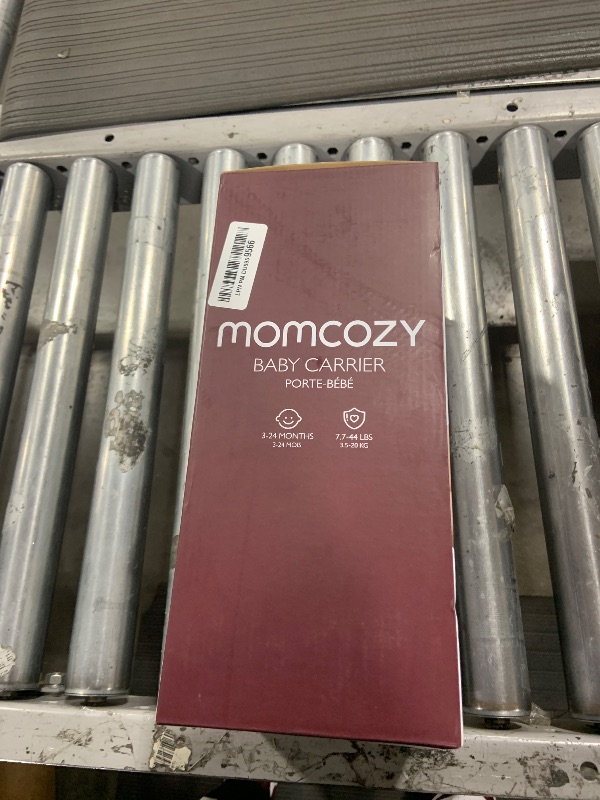 momcozy
BABY CARRIER
PORTE-BÉBÉ
3-24 MONTHS
3-24 MOIS
7.7-44 LBS
3.5-20 KG